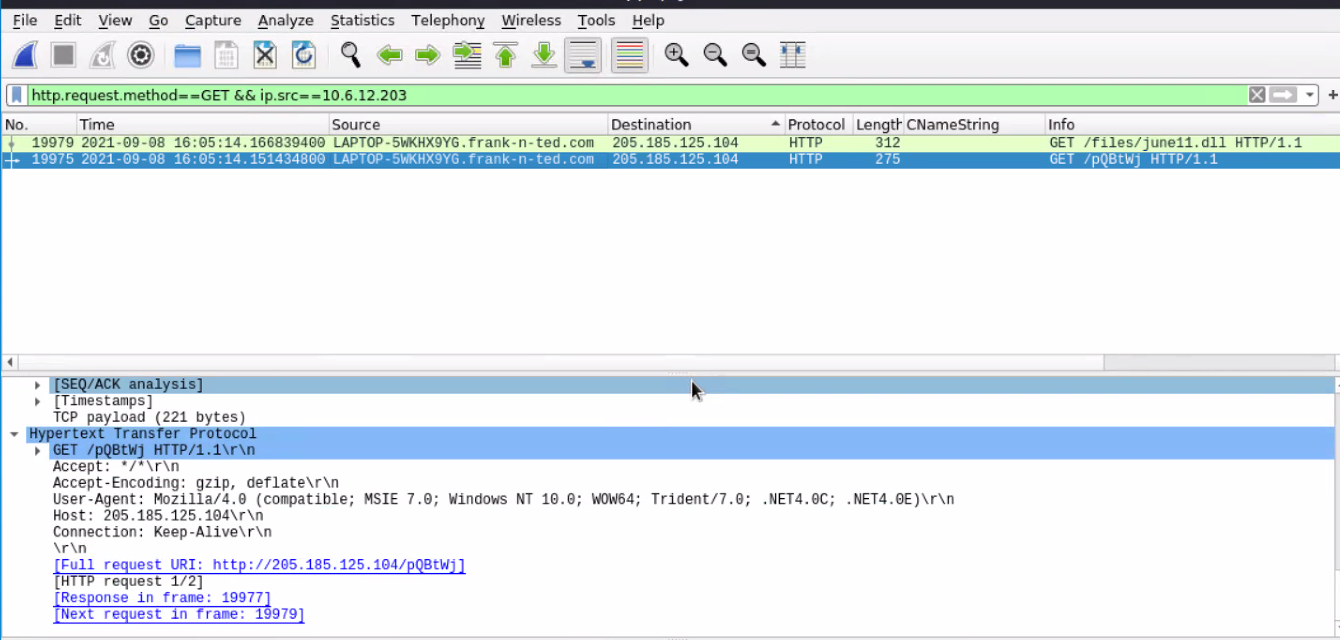 File Edit View Go Capture Analyze Statistics Telephony Wireless Tools Help
http.request.method==GET && ip.src==10.6.12.203
No. Time Source Destination Protocol Length CNameString Info
19979 2021-09-08 16:05:14.166839400 LAPTOP-5WKHX9YG.frank-n-ted.com 205.185.125.104 HTTP 312 GET /files/june11.dll HTTP/1.1
19975 2021-09-08 16:05:14.151434800 LAPTOP-5WKHX9YG.frank-n-ted.com 205.185.125.104 HTTP 275 GET /pQBtWj HTTP/1.1
[SEQ/ACK analysis]
[Timestamps]
TCP payload (221 bytes)
Hypertext Transfer Protocol
GET /pQBtWj HTTP/1.1\r\n
Accept: */*\r\n
Accept-Encoding: gzip, deflate\r\n
User-Agent: Mozilla/4.0 (compatible; MSIE 7.0; Windows NT 10.0; WOW64; Trident/7.0; .NET4.0C; .NET4.0E)\r\n
Host: 205.185.125.104\r\n
Connection: Keep-Alive\r\n
\r\n
[Full request URI: http://205.185.125.104/pQBtWj]
[HTTP request 1/2]
[Response in frame: 19977]
[Next request in frame: 19979]